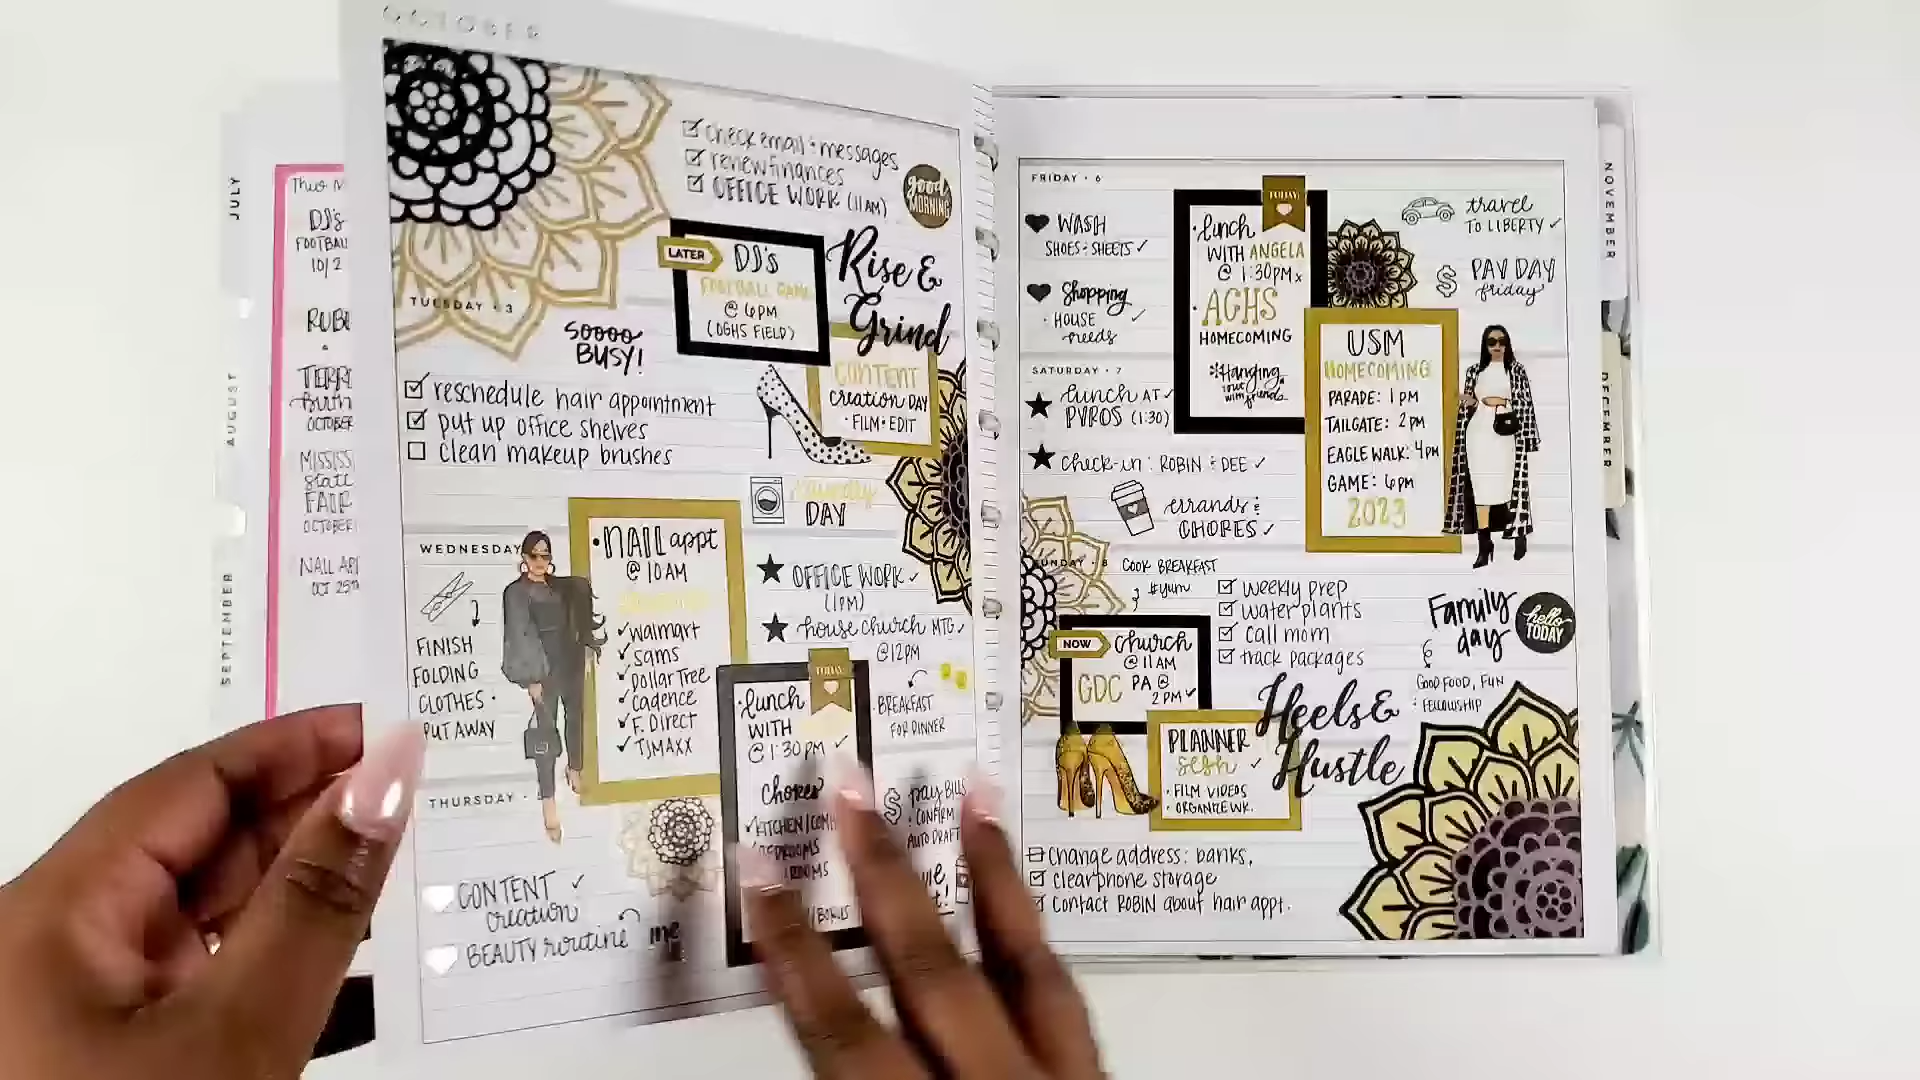 OCTOBER
JULY
AUGUST
SEPTEMBER
DJ's
10/2
☑ check email & messages
☑ review finances
☑ OFFICE WORK (11AM)
good
MORNING
LATER
DJ's
FOOTBALL GAME
@ 6PM
(OGHS FIELD)
Rise &
Grind
TUESDAY • 3
soooo
BUSY!
☑ reschedule hair appointment
☑ put up office shelves
☐ clean makeup brushes
CONTENT
creation DAY
• FILM • EDIT
laundry
DAY
WEDNESDAY
FINISH
FOLDING
CLOTHES •
PUT AWAY
• NAIL appt
@ 10AM
✓ walmart
✓ sams
✓ Dollar Tree
✓ cadence
✓ F. Direct
✓ TJMAXX
★ OFFICE WORK ✓
(1PM)
★ house church MTG ✓
@12PM
BREAKFAST
FOR DINNER
TODAY
• lunch
WITH
@ 1:30PM ✓
chores
THURSDAY •
CONTENT ✓
creation
BEAUTY routine
$ pay BILLS
• CONFIRM
AUTO DRAFT
FRIDAY • 6
WASH
SHOES & SHEETS ✓
Shopping
• HOUSE ✓
needs
TODAY
• lunch
WITH ANGELA
@ 1:30PM x
• AGHS
HOMECOMING
*Hanging
out
with friends
travel
TO LIBERTY ✓
$ PAY DAY
friday
SATURDAY • 7
★ lunch AT ✓
PYROS (1:30)
★ check-in: ROBIN & DEE ✓
errands &
CHORES ✓
USM
HOMECOMING
PARADE: 1PM
TAILGATE: 2PM
EAGLE WALK: 4PM
GAME: 6PM
2023
SUNDAY • 8
COOK BREAKFAST
#yum
☑ weekly prep
☑ water plants
☑ call mom
☑ track packages
Family
day
hello
TODAY
GOOD FOOD, FUN
& FELLOWSHIP
NOW
church
@ 11AM
GDC PA @
2PM ✓
Heels &
Hustle
PLANNER
sesh ✓
• FILM VIDEOS
• ORGANIZE WK.
Change address: banks,
☑ clear phone storage
☑ contact ROBIN about hair appt.
NOVEMBER
DECEMBER